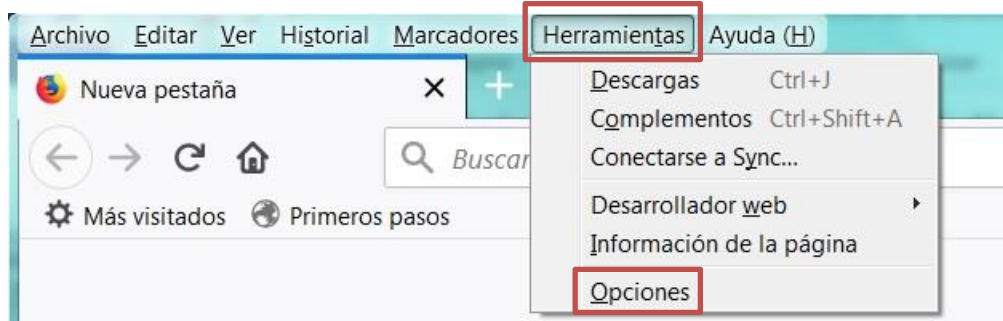 Archivo Editar Ver Historial Marcadores Herramientas Ayuda (H)
Nueva pestaña
Descargas Ctrl+J
Complementos Ctrl+Shift+A
Buscar
Conectarse a Sync...
Más visitados Primeros pasos
Desarrollador web
Información de la página
Opciones